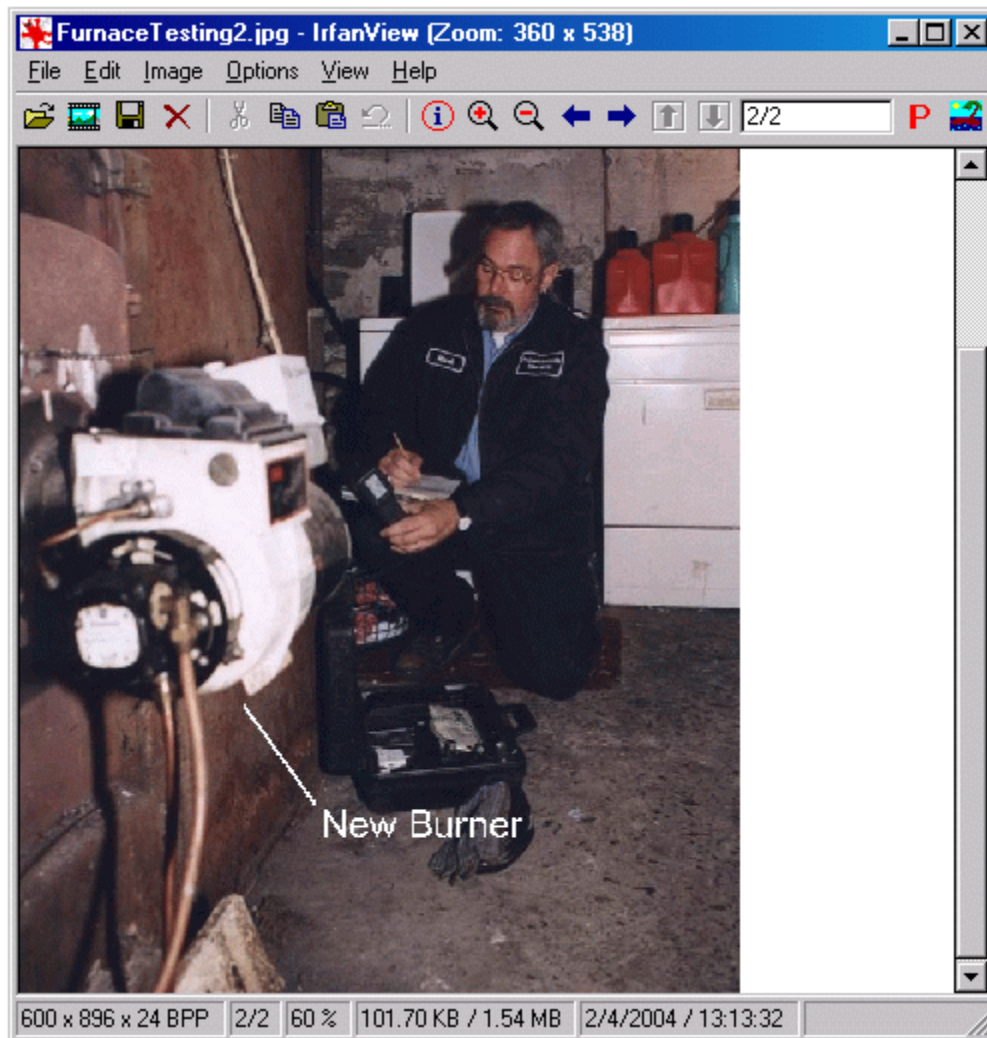 FurnaceTesting2.jpg - IrfanView (Zoom: 360 x 538)
File Edit Image Options View Help
2/2 P
New Burner
600 x 896 x 24 BPP 2/2 60 % 101.70 KB / 1.54 MB 2/4/2004 / 13:13:32